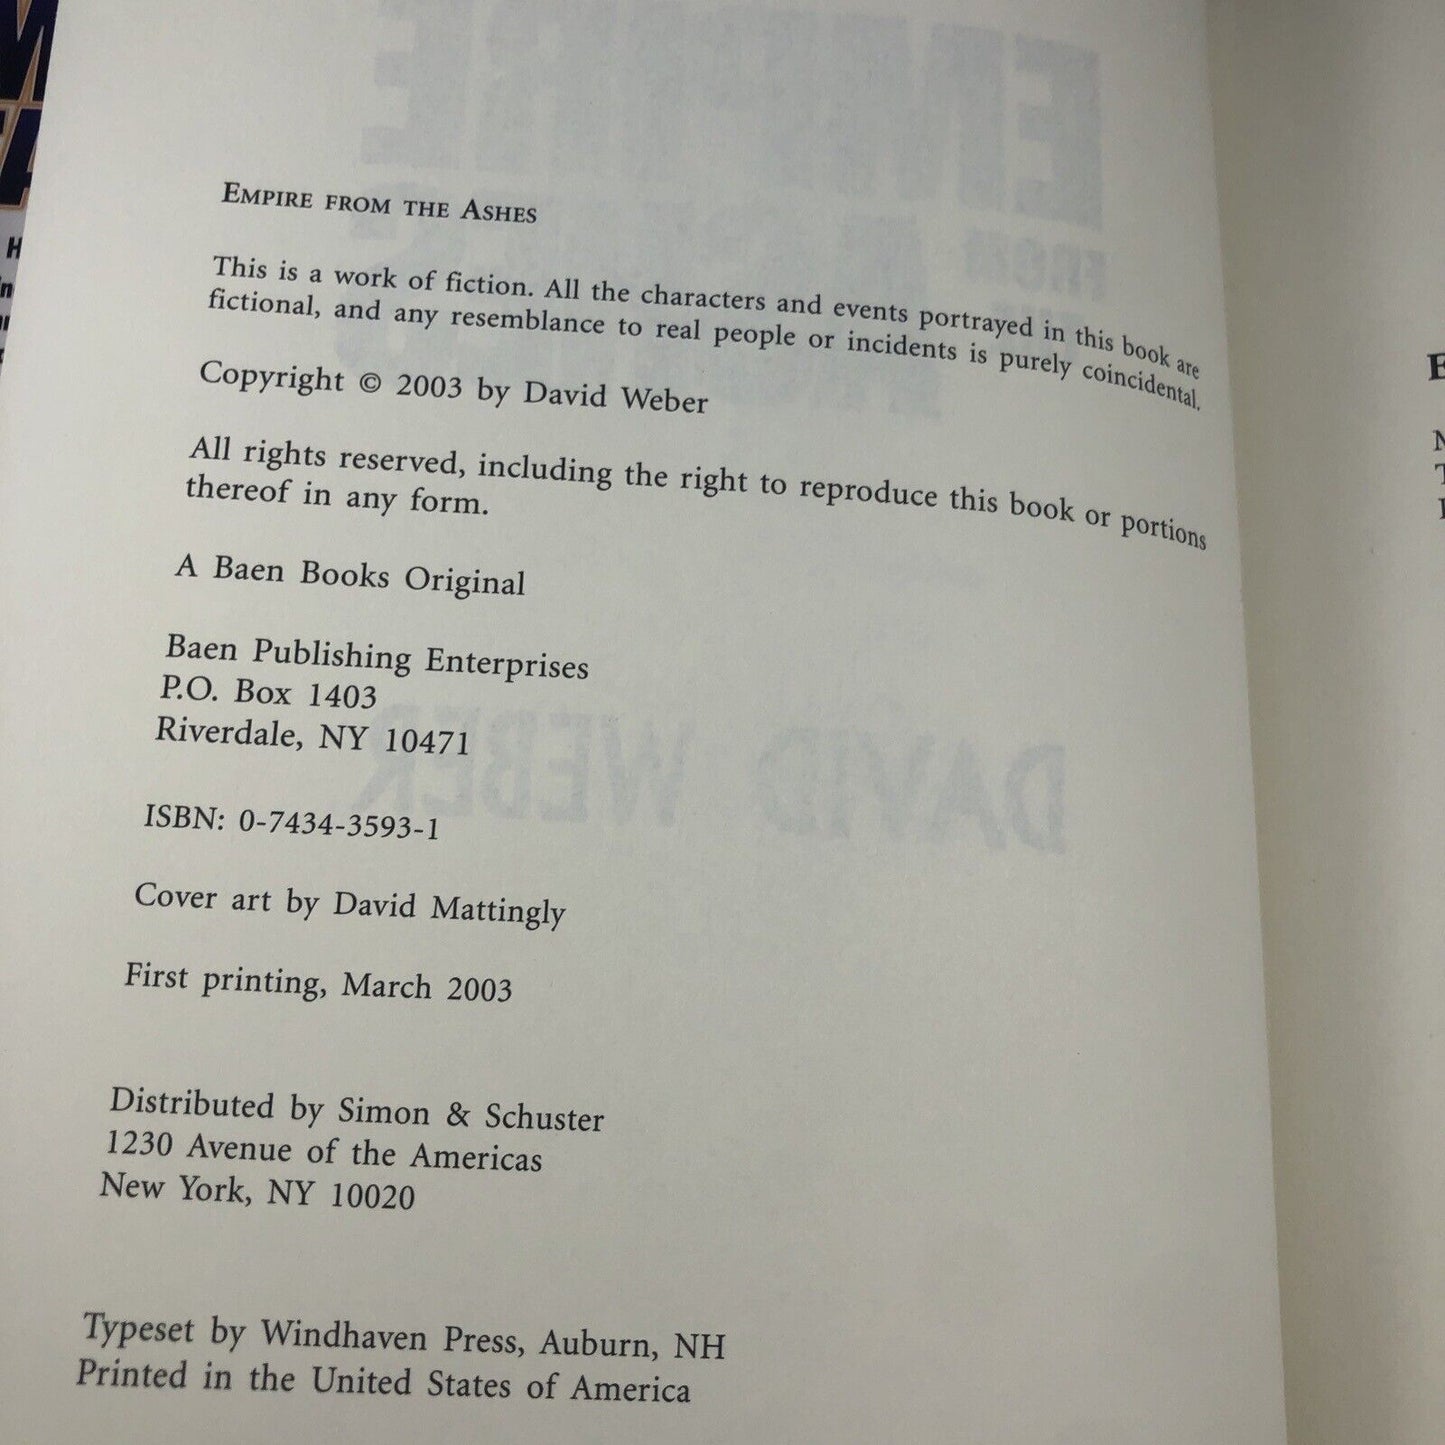 EMPIRE FROM THE ASHES
This is a work of fiction. All the characters and events portrayed in this book are
fictional, and any resemblance to real people or incidents is purely coincidental.
Copyright © 2003 by David Weber
All rights reserved, including the right to reproduce this book or portions
thereof in any form.
A Baen Books Original
Baen Publishing Enterprises
P.O. Box 1403
Riverdale, NY 10471
ISBN: 0-7434-3593-1
Cover art by David Mattingly
First printing, March 2003
Distributed by Simon & Schuster
1230 Avenue of the Americas
New York, NY 10020
Typeset by Windhaven Press, Auburn, NH
Printed in the United States of America
EMPIRE
FROM
DAVID WEBER